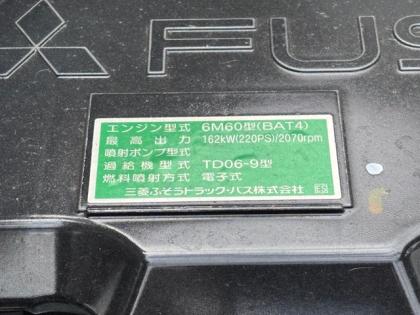 FUS
エンジン型式 6M60型(BAT4)
最高出力 162kW(220PS)/2070rpm
噴射ポンプ型式
過給機型式 TD06-9型
燃料噴射方式 電子式
三菱ふそうトラック・バス株式会社